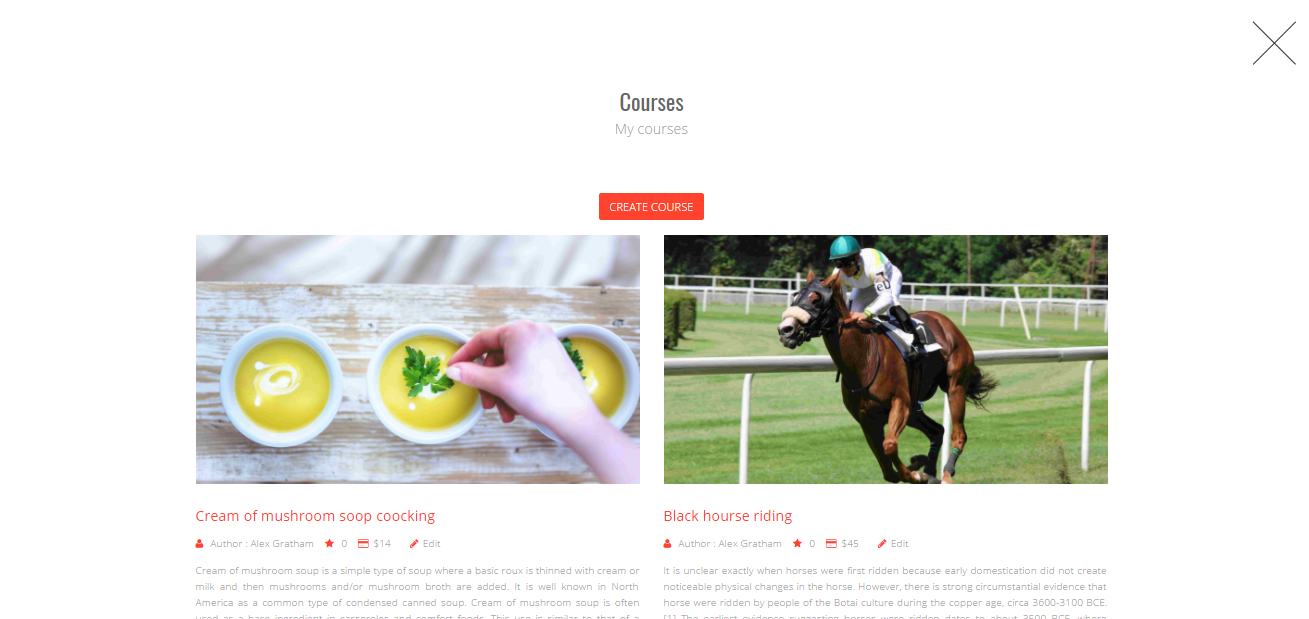 Courses
My courses
CREATE COURSE
Cream of mushroom soop coocking
Author : Alex Gratham 0 $14 Edit
Cream of mushroom soup is a simple type of soup where a basic roux is thinned with cream or
milk and then mushrooms and/or mushroom broth are added. It is well known in North
America as a common type of condensed canned soup. Cream of mushroom soup is often
used as a base ingredient in casseroles and comfort foods. This use is similar to that of a
Black hourse riding
Author : Alex Gratham 0 $45 Edit
It is unclear exactly when horses were first ridden because early domestication did not create
noticeable physical changes in the horse. However, there is strong circumstantial evidence that
horse were ridden by people of the Botai culture during the copper age, circa 3600-3100 BCE.
[1] The earliest evidence suggesting horses were ridden dates to about 3500 BCE, where